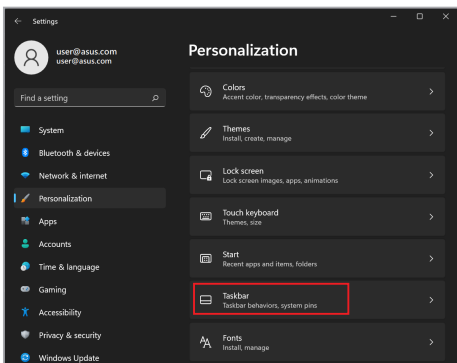 Settings
user@asus.com
user@asus.com
Find a setting
System
Bluetooth & devices
Network & internet
Personalization
Apps
Accounts
Time & language
Gaming
Accessibility
Privacy & security
Windows Update
Personalization
Colors
Accent color, transparency effects, color theme
Themes
Install, create, manage
Lock screen
Lock screen images, apps, animations
Touch keyboard
Themes, size
Start
Recent apps and items, folders
Taskbar
Taskbar behaviors, system pins
Fonts
Install, manage